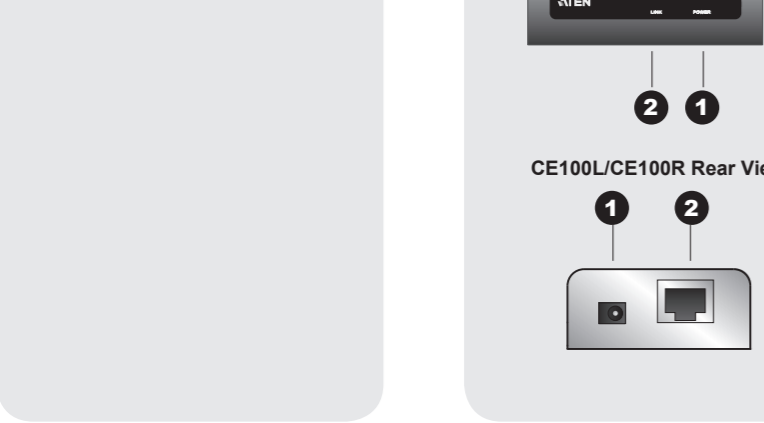 ATEN
LINK POWER
2 1
CE100L/CE100R Rear Vie
1 2